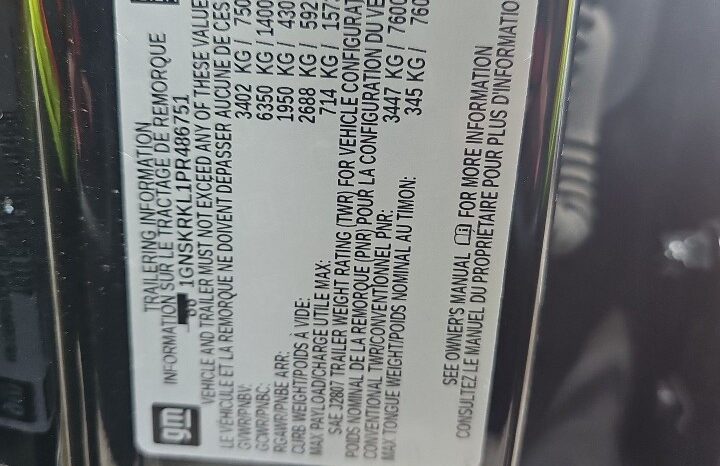 gm
TRAILERING INFORMATION
INFORMATION SUR LE TRACTAGE DE REMORQUE
1GNSKRKL1PR486751
VEHICLE AND TRAILER MUST NOT EXCEED ANY OF THESE VALUE
LE VÉHICULE ET LA REMORQUE NE DOIVENT DÉPASSER AUCUNE DE CES
GVWR/PNBV: 3402 KG / 750
GCWR/PNBC: 6350 KG / 1400
RGAWR/PNBE ARR: 1950 KG / 430
CURB WEIGHT/POIDS À VIDE: 2688 KG / 592
MAX PAYLOAD/CHARGE UTILE MAX: 714 KG / 157
SAE J2807 TRAILER WEIGHT RATING (TWR) FOR VEHICLE CONFIGURAT
POIDS NOMINAL DE LA REMORQUE (PNR) POUR LA CONFIGURATION DU VÉ
CONVENTIONAL TWR/CONVENTIONNEL PNR: 3447 KG / 760
MAX TONGUE WEIGHT/POIDS NOMINAL AU TIMON: 345 KG / 760
SEE OWNER'S MANUAL FOR MORE INFORMATION
CONSULTEZ LE MANUEL DU PROPRIÉTAIRE POUR PLUS D'INFORMATIO